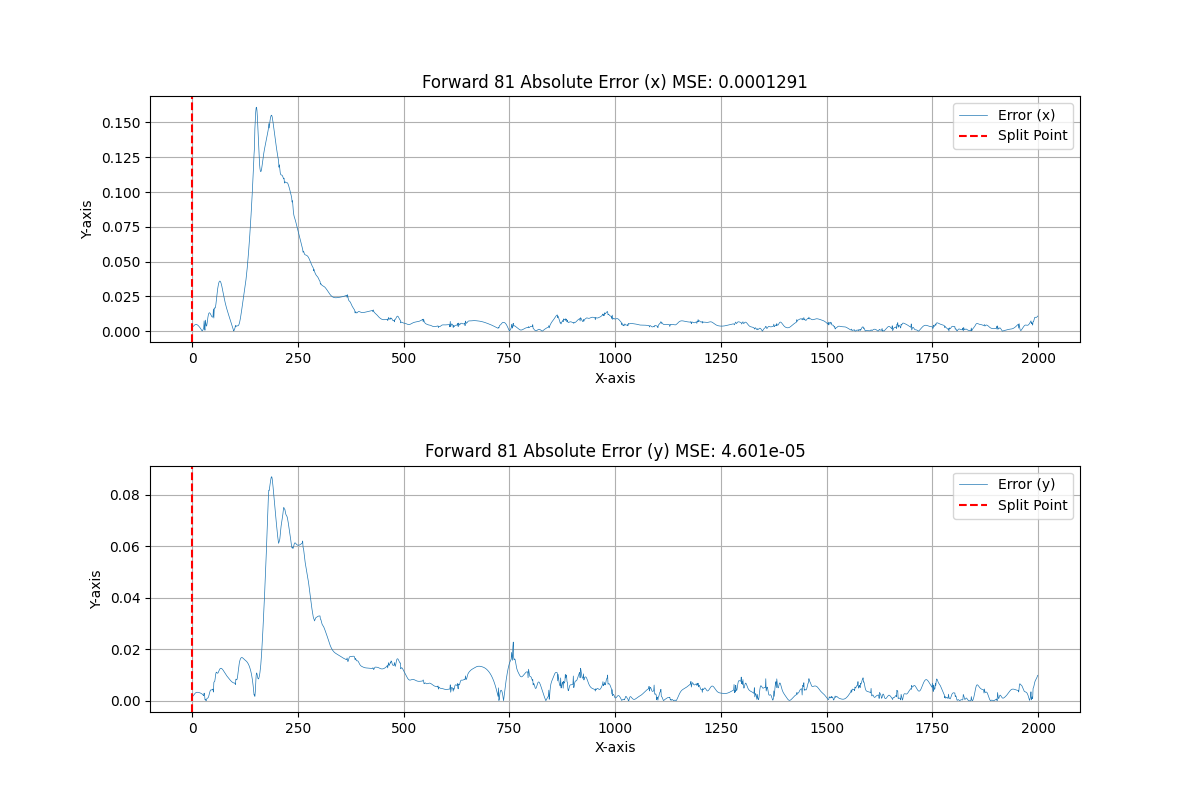 Forward 81 Absolute Error (x) MSE: 0.0001291
Error (x)
Split Point
Y-axis
0.150
0.125
0.100
0.075
0.050
0.025
0.000
0 250 500 750 1000 1250 1500 1750 2000
X-axis
Forward 81 Absolute Error (y) MSE: 4.601e-05
Error (y)
Split Point
Y-axis
0.08
0.06
0.04
0.02
0.00
0 250 500 750 1000 1250 1500 1750 2000
X-axis